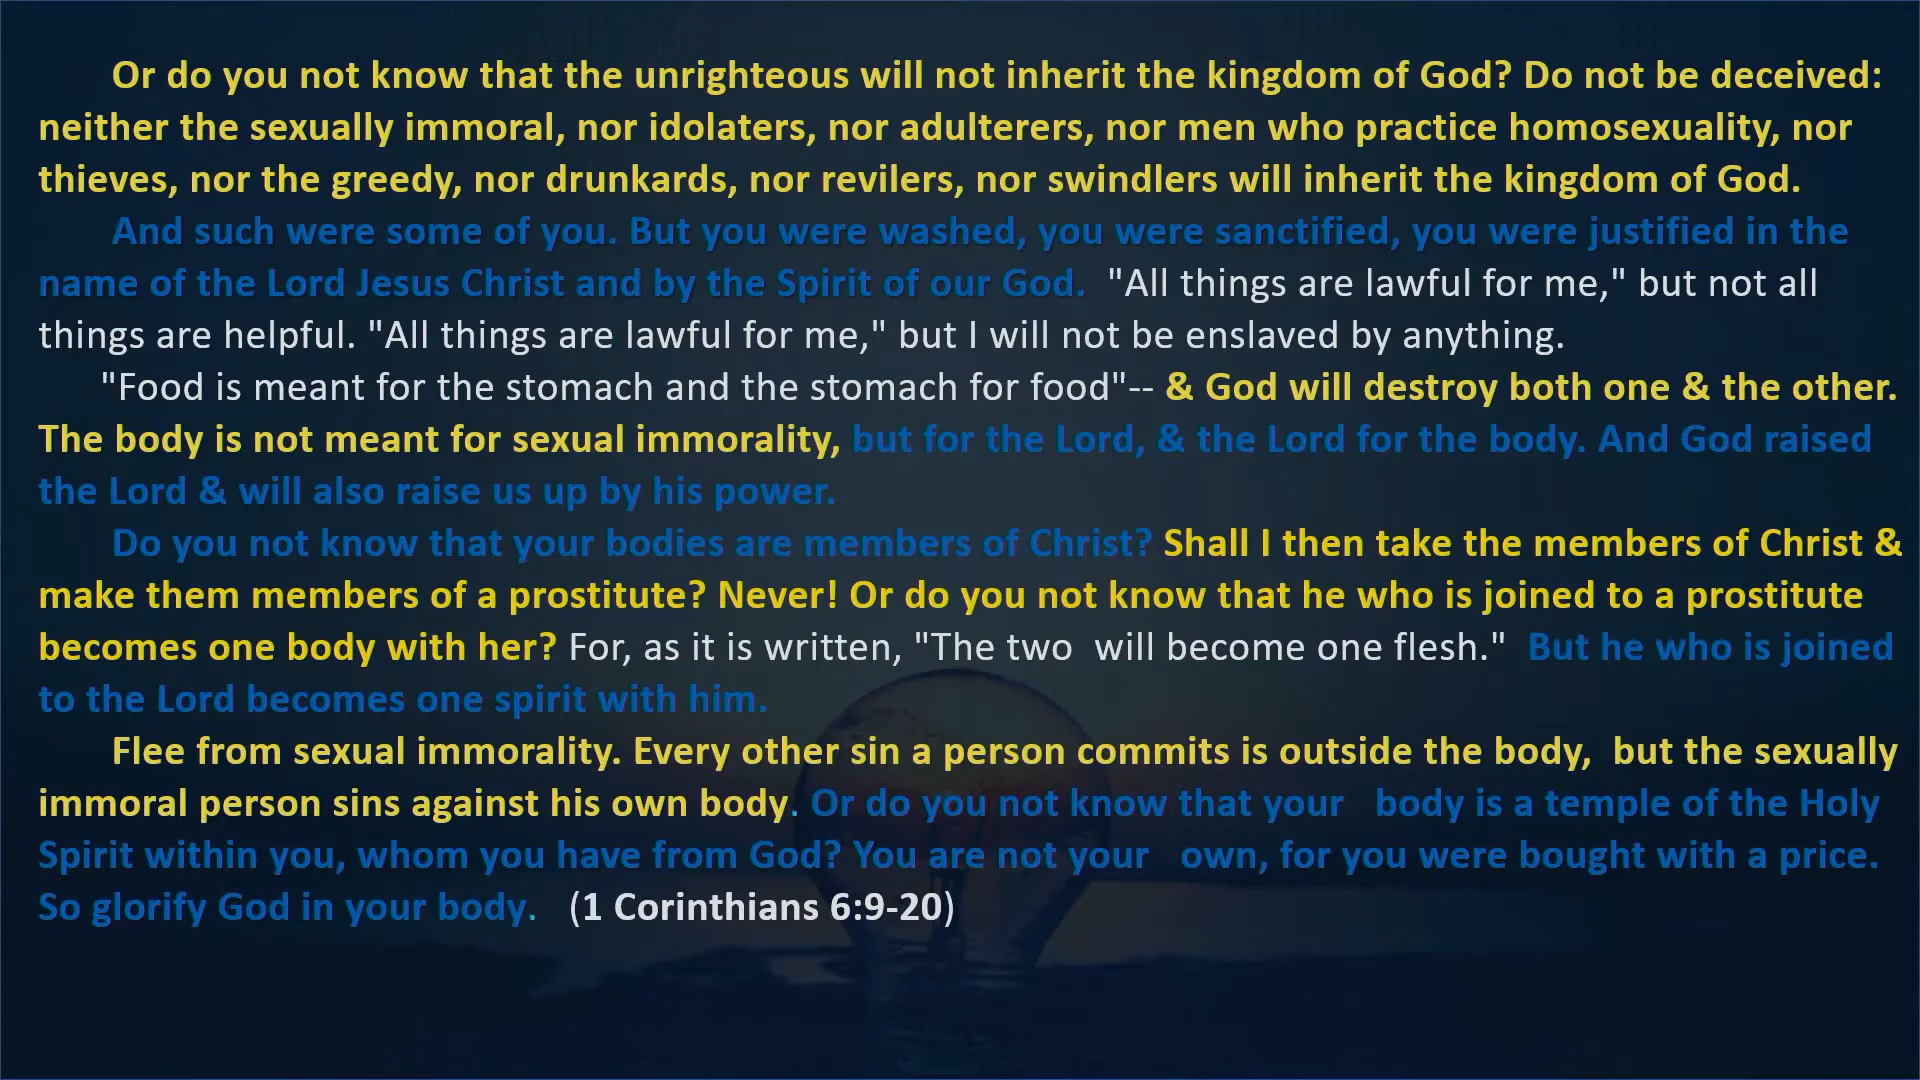 Or do you not know that the unrighteous will not inherit the kingdom of God? Do not be deceived:
neither the sexually immoral, nor idolaters, nor adulterers, nor men who practice homosexuality, nor
thieves, nor the greedy, nor drunkards, nor revilers, nor swindlers will inherit the kingdom of God.
And such were some of you. But you were washed, you were sanctified, you were justified in the
name of the Lord Jesus Christ and by the Spirit of our God. "All things are lawful for me," but not all
things are helpful. "All things are lawful for me," but I will not be enslaved by anything.
"Food is meant for the stomach and the stomach for food"-- & God will destroy both one & the other.
The body is not meant for sexual immorality, but for the Lord, & the Lord for the body. And God raised
the Lord & will also raise us up by his power.
Do you not know that your bodies are members of Christ? Shall I then take the members of Christ &
make them members of a prostitute? Never! Or do you not know that he who is joined to a prostitute
becomes one body with her? For, as it is written, "The two will become one flesh." But he who is joined
to the Lord becomes one spirit with him.
Flee from sexual immorality. Every other sin a person commits is outside the body, but the sexually
immoral person sins against his own body. Or do you not know that your body is a temple of the Holy
Spirit within you, whom you have from God? You are not your own, for you were bought with a price.
So glorify God in your body. (1 Corinthians 6:9-20)